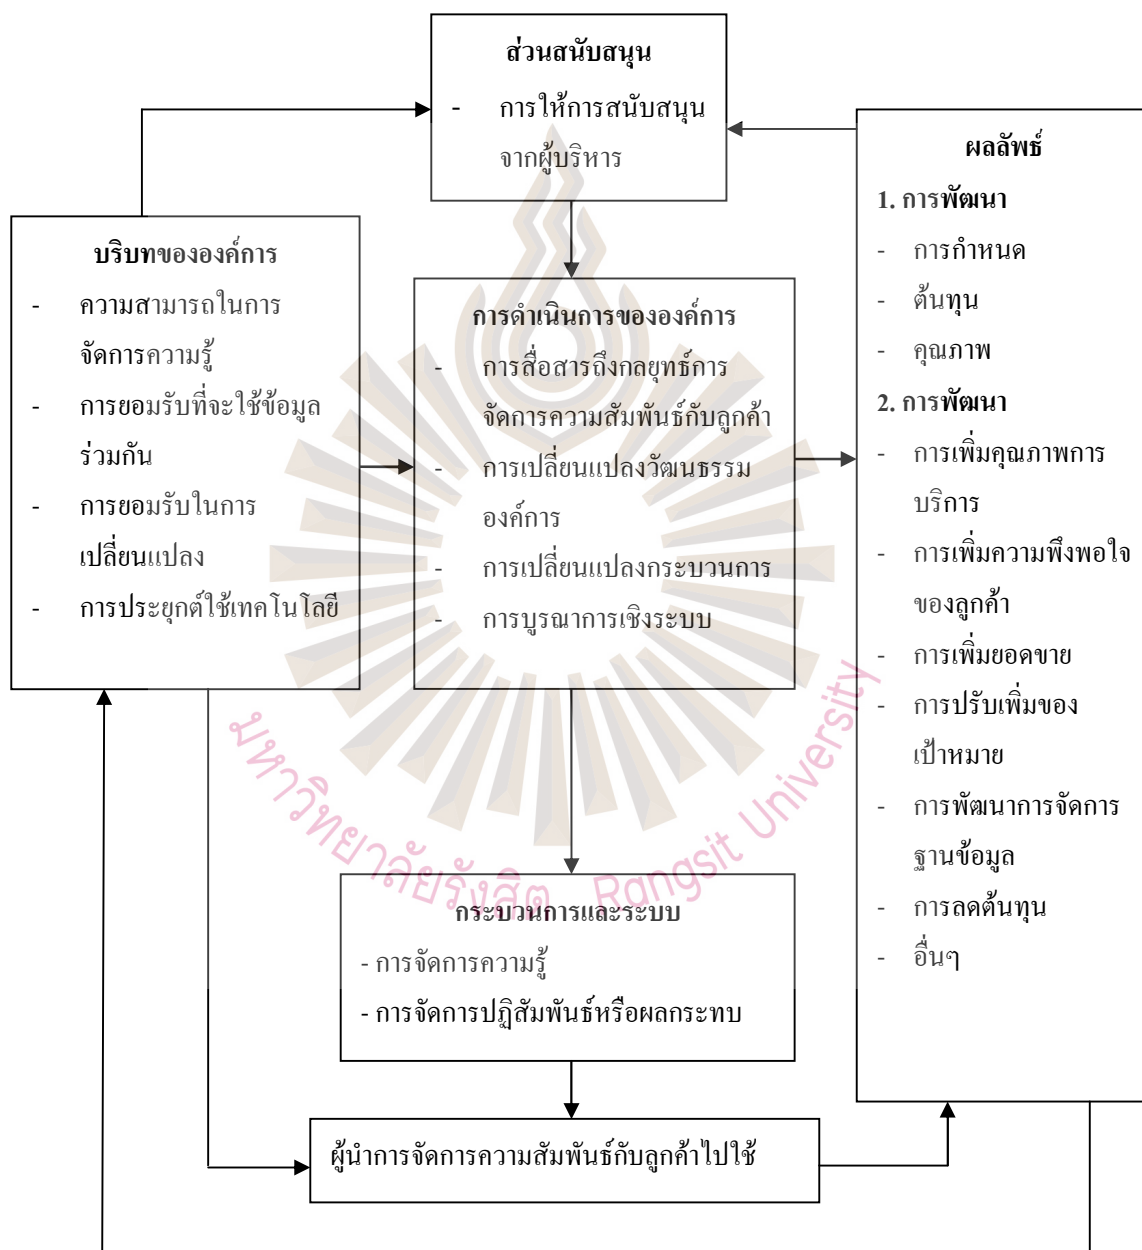 ส่วนสนับสนุน
- การให้การสนับสนุน
จากผู้บริหาร
บริบทขององค์การ
- ความสามารถในการ
จัดการความรู้
- การยอมรับที่จะใช้ข้อมูล
ร่วมกัน
- การยอมรับในการ
เปลี่ยนแปลง
- การประยุกต์ใช้เทคโนโลยี
การดำเนินการขององค์การ
- การสื่อสารถึงกลยุทธ์การ
จัดการความสัมพันธ์กับลูกค้า
- การเปลี่ยนแปลงวัฒนธรรม
องค์การ
- การเปลี่ยนแปลงกระบวนการ
- การบูรณาการเชิงระบบ
ผลลัพธ์
1. การพัฒนา
- การกำหนด
- ต้นทุน
- คุณภาพ
2. การพัฒนา
- การเพิ่มคุณภาพการ
บริการ
- การเพิ่มความพึงพอใจ
ของลูกค้า
- การเพิ่มยอดขาย
- การปรับเพิ่มของ
เป้าหมาย
- การพัฒนาการจัดการ
ฐานข้อมูล
- การลดต้นทุน
- อื่นๆ
กระบวนการและระบบ
- การจัดการความรู้
- การจัดการปฏิสัมพันธ์หรือผลกระทบ
ผู้นำการจัดการความสัมพันธ์กับลูกค้าไปใช้
มหาวิทยาลัยรังสิต Rangsit University